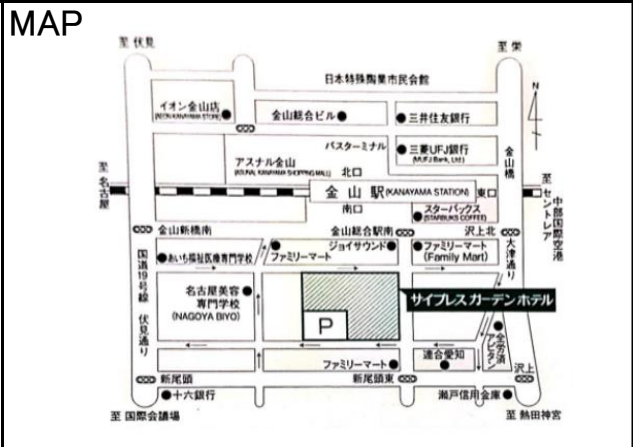 MAP
至 伏見
至 栄
日本特殊陶業市民会館
N
イオン金山店
(AEON KANAYAMA STORE)
金山総合ビル
三井住友銀行
バスターミナル
三菱UFJ銀行
(MUFJ Bank, Ltd.)
金山橋
アスナル金山
(ASUNAL KANAYAMA SHOPPING MALL)
北口
至 名古屋
金山駅(KANAYAMA STATION)
東口
至 セントレア
中部国際空港
南口
スターバックス
(STARBUKS COFFEE)
金山新橋南
金山総合駅南
沢上北
あいち福祉医療専門学校
ファミリーマート
ジョイサウンド
ファミリーマート
(Family Mart)
大津通り
国道19号線 伏見通り
名古屋美容
専門学校
(NAGOYA BIYO)
P
サイプレスガーデンホテル
全労済
アビタン
ファミリーマート
連合愛知
新尾頭
新尾頭東
沢上
十六銀行
瀬戸信用金庫
至 国際会議場
至 熱田神宮